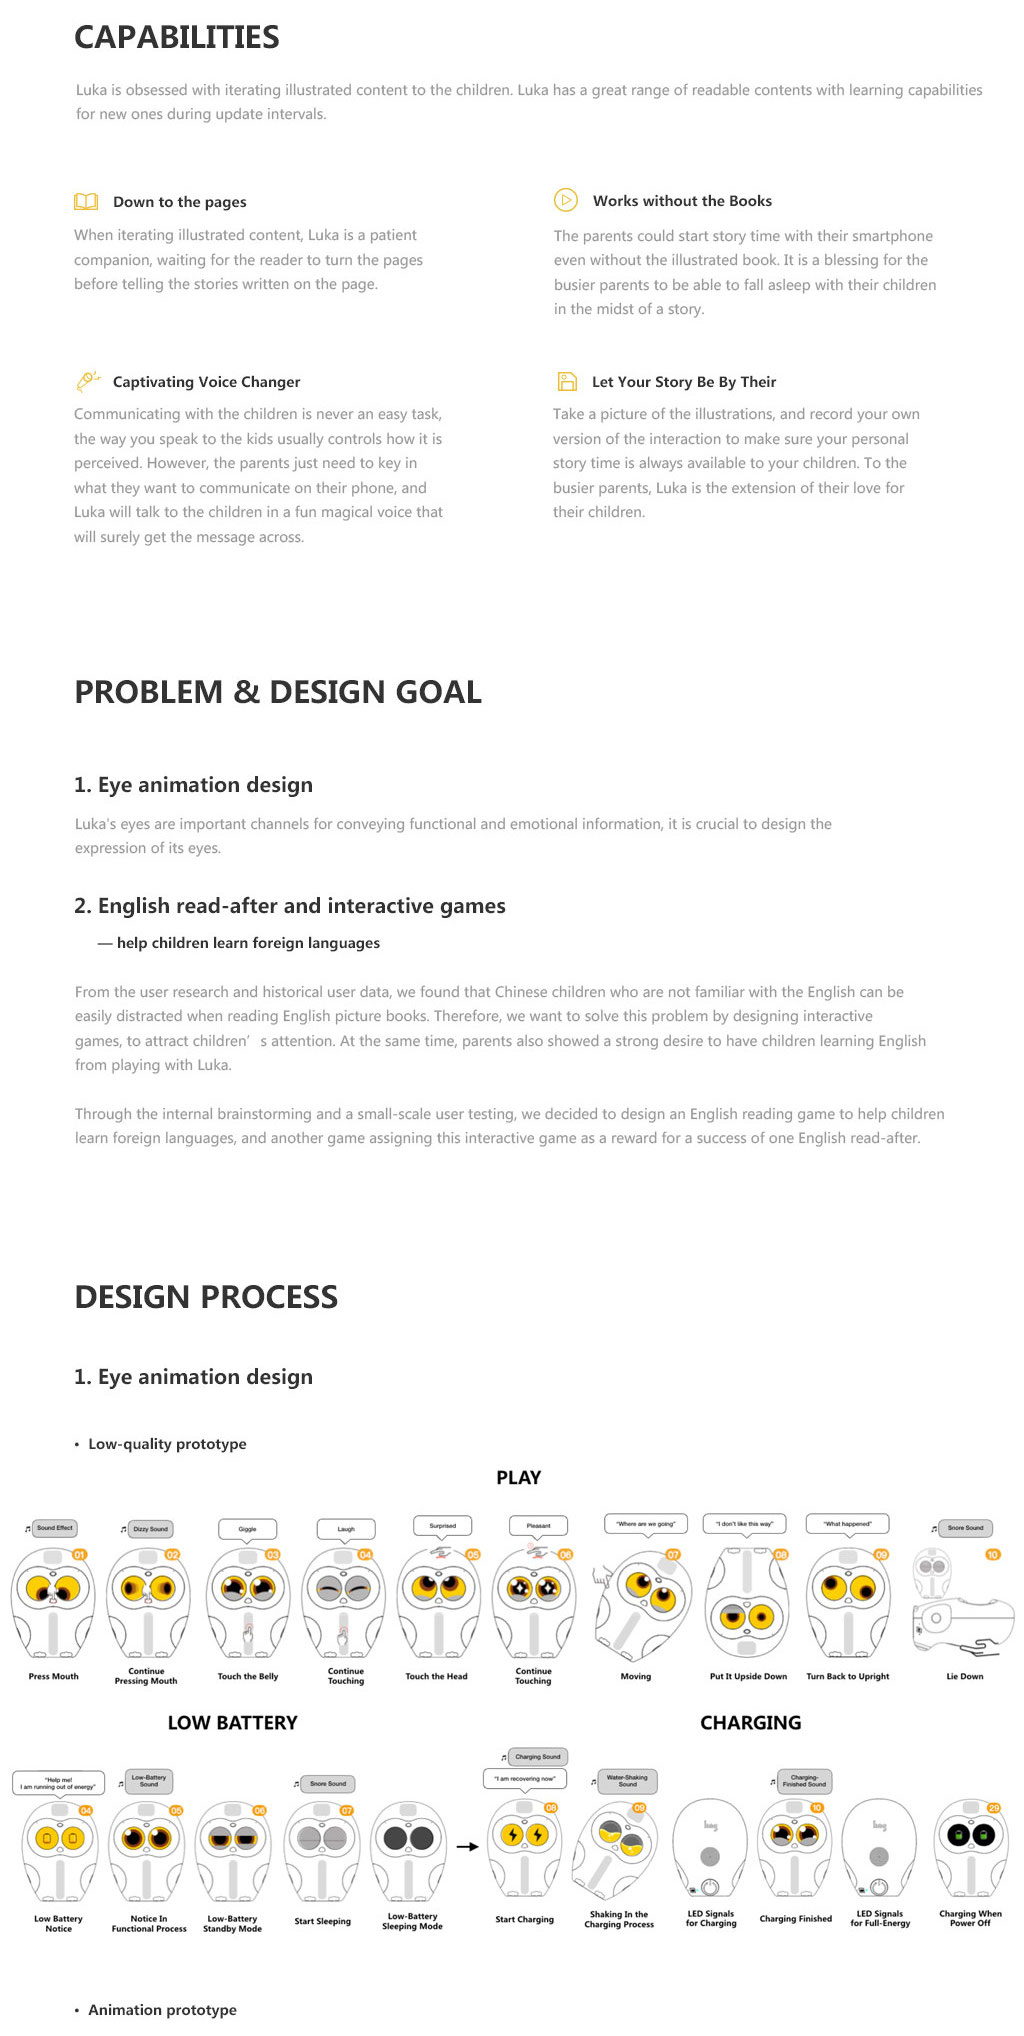 CAPABILITIES
Luka is obsessed with iterating illustrated content to the children. Luka has a great range of readable contents with learning capabilities
for new ones during update intervals.
Down to the pages
When iterating illustrated content, Luka is a patient
companion, waiting for the reader to turn the pages
before telling the stories written on the page.
Works without the Books
The parents could start story time with their smartphone
even without the illustrated book. It is a blessing for the
busier parents to be able to fall asleep with their children
in the midst of a story.
Captivating Voice Changer
Communicating with the children is never an easy task,
the way you speak to the kids usually controls how it is
perceived. However, the parents just need to key in
what they want to communicate on their phone, and
Luka will talk to the children in a fun magical voice that
will surely get the message across.
Let Your Story Be By Their
Take a picture of the illustrations, and record your own
version of the interaction to make sure your personal
story time is always available to your children. To the
busier parents, Luka is the extension of their love for
their children.
PROBLEM & DESIGN GOAL
1. Eye animation design
Luka's eyes are important channels for conveying functional and emotional information, it is crucial to design the
expression of its eyes.
2. English read-after and interactive games
— help children learn foreign languages
From the user research and historical user data, we found that Chinese children who are not familiar with the English can be
easily distracted when reading English picture books. Therefore, we want to solve this problem by designing interactive
games, to attract children’ s attention. At the same time, parents also showed a strong desire to have children learning English
from playing with Luka.
Through the internal brainstorming and a small-scale user testing, we decided to design an English reading game to help children
learn foreign languages, and another game assigning this interactive game as a reward for a success of one English read-after.
DESIGN PROCESS
1. Eye animation design
• Low-quality prototype
PLAY
Sound Effect
01
Press Mouth
Dizzy Sound
02
Continue
Pressing Mouth
Giggle
03
Touch the Belly
Laugh
04
Continue
Touching
Surprised
05
Touch the Head
Pleasant
06
Continue
Touching
"Where are we going"
07
Moving
"I don't like this way"
08
Put It Upside Down
"What happened"
09
Turn Back to Upright
Snore Sound
10
Lie Down
LOW BATTERY
"Help me!
I am running out of energy"
04
Low Battery
Notice
Low-Battery
Sound
05
Notice In
Functional Process
06
Low-Battery
Standby Mode
Snore Sound
07
Start Sleeping
Low-Battery
Sleeping Mode
CHARGING
Charging Sound
"I am recovering now"
08
Start Charging
Water-Shaking
Sound
09
Shaking In the
Charging Process
LED Signals
for Charging
Charging-
Finished Sound
10
Charging Finished
LED Signals
for Full-Energy
29
Charging When
Power Off
• Animation prototype